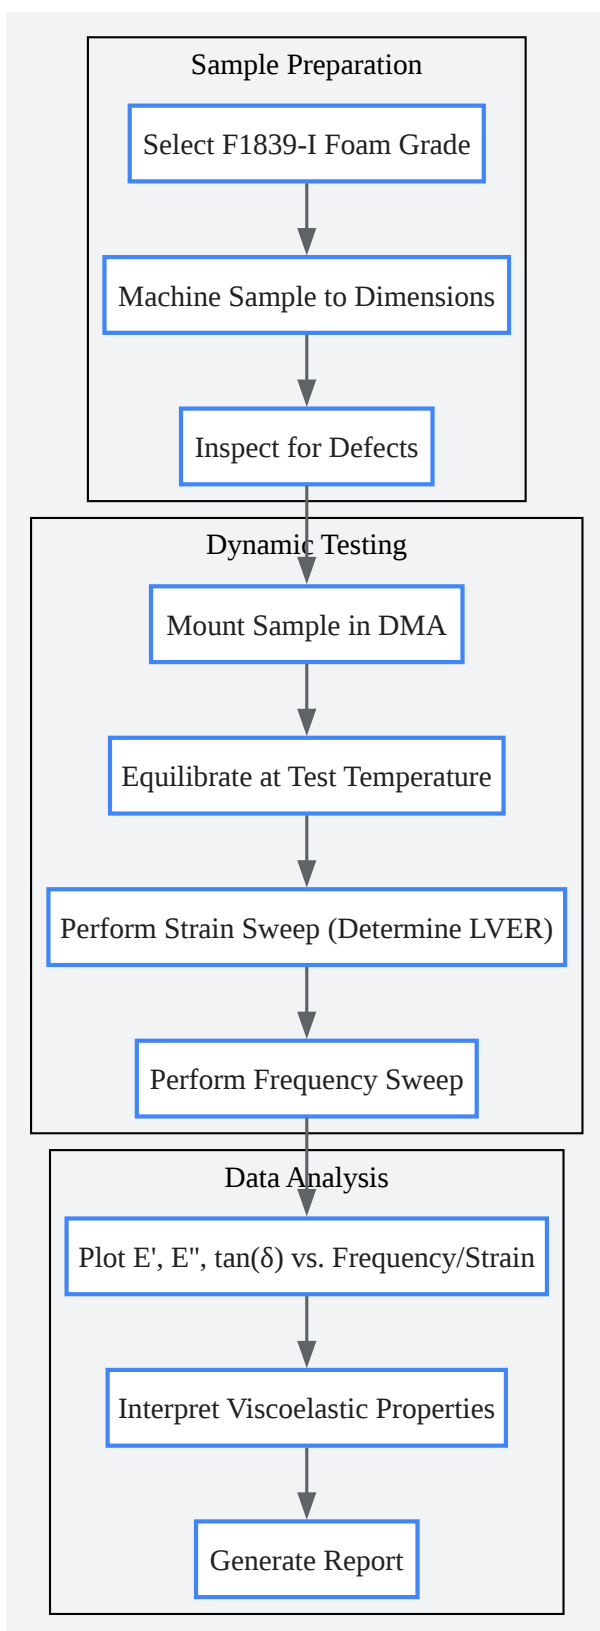 Sample Preparation
Select F1839-I Foam Grade
Machine Sample to Dimensions
Inspect for Defects
Dynamic Testing
Mount Sample in DMA
Equilibrate at Test Temperature
Perform Strain Sweep (Determine LVER)
Perform Frequency Sweep
Data Analysis
Plot E', E'', tan(δ) vs. Frequency/Strain
Interpret Viscoelastic Properties
Generate Report